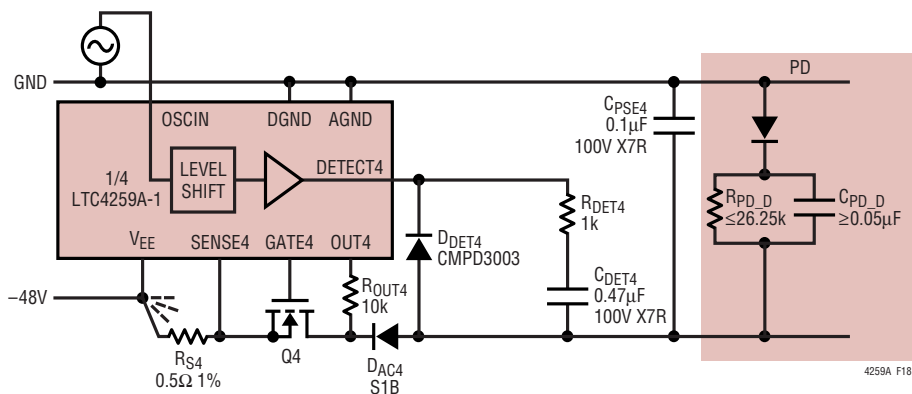 GND
OSCIN
DGND
AGND
1/4
LTC4259A-1
LEVEL
SHIFT
DETECT4
VEE
SENSE4
GATE4
OUT4
–48V
RS4
0.5Ω 1%
Q4
ROUT4
10k
DAC4
S1B
DDET4
CMPD3003
RDET4
1k
CDET4
0.47µF
100V X7R
CPSE4
0.1µF
100V X7R
PD
RPD_D
≤26.25k
CPD_D
≥0.05µF
4259A F18